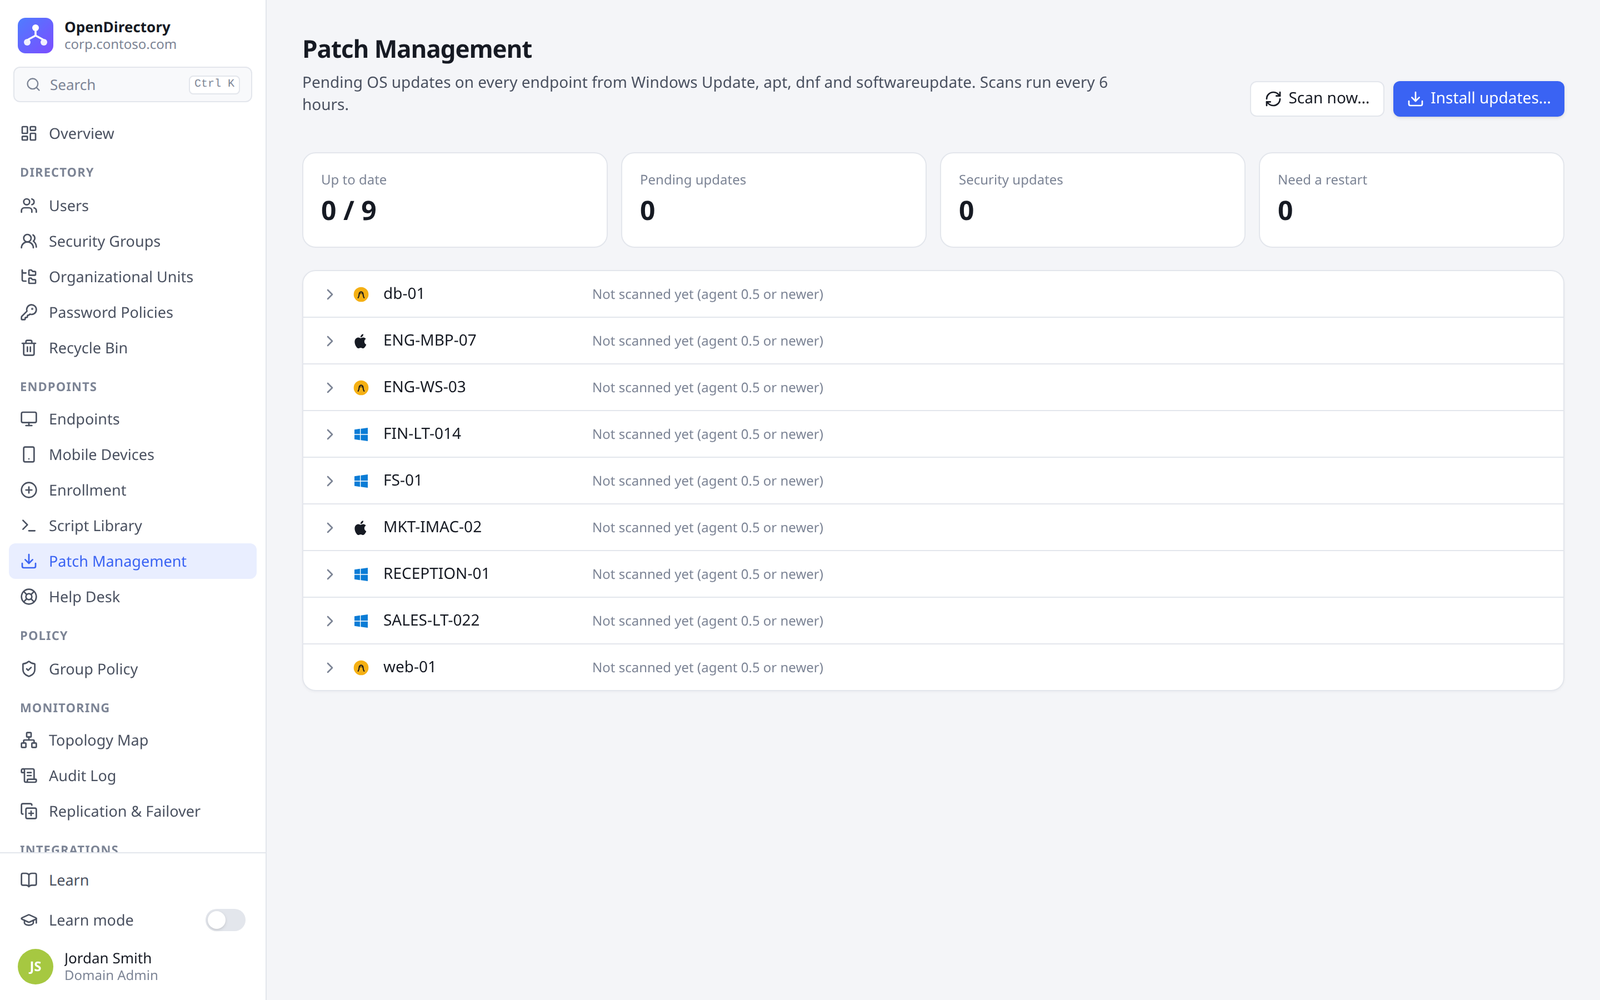 OpenDirectory
corp.contoso.com
Search
Ctrl K
Overview
DIRECTORY
Users
Security Groups
Organizational Units
Password Policies
Recycle Bin
ENDPOINTS
Endpoints
Mobile Devices
Enrollment
Script Library
Patch Management
Help Desk
POLICY
Group Policy
MONITORING
Topology Map
Audit Log
Replication & Failover
INTEGRATIONS
Learn
Learn mode
JS
Jordan Smith
Domain Admin
Patch Management
Pending OS updates on every endpoint from Windows Update, apt, dnf and softwareupdate. Scans run every 6
hours.
Scan now...
Install updates...
Up to date
0 / 9
Pending updates
0
Security updates
0
Need a restart
0
db-01 Not scanned yet (agent 0.5 or newer)
ENG-MBP-07 Not scanned yet (agent 0.5 or newer)
ENG-WS-03 Not scanned yet (agent 0.5 or newer)
FIN-LT-014 Not scanned yet (agent 0.5 or newer)
FS-01 Not scanned yet (agent 0.5 or newer)
MKT-IMAC-02 Not scanned yet (agent 0.5 or newer)
RECEPTION-01 Not scanned yet (agent 0.5 or newer)
SALES-LT-022 Not scanned yet (agent 0.5 or newer)
web-01 Not scanned yet (agent 0.5 or newer)